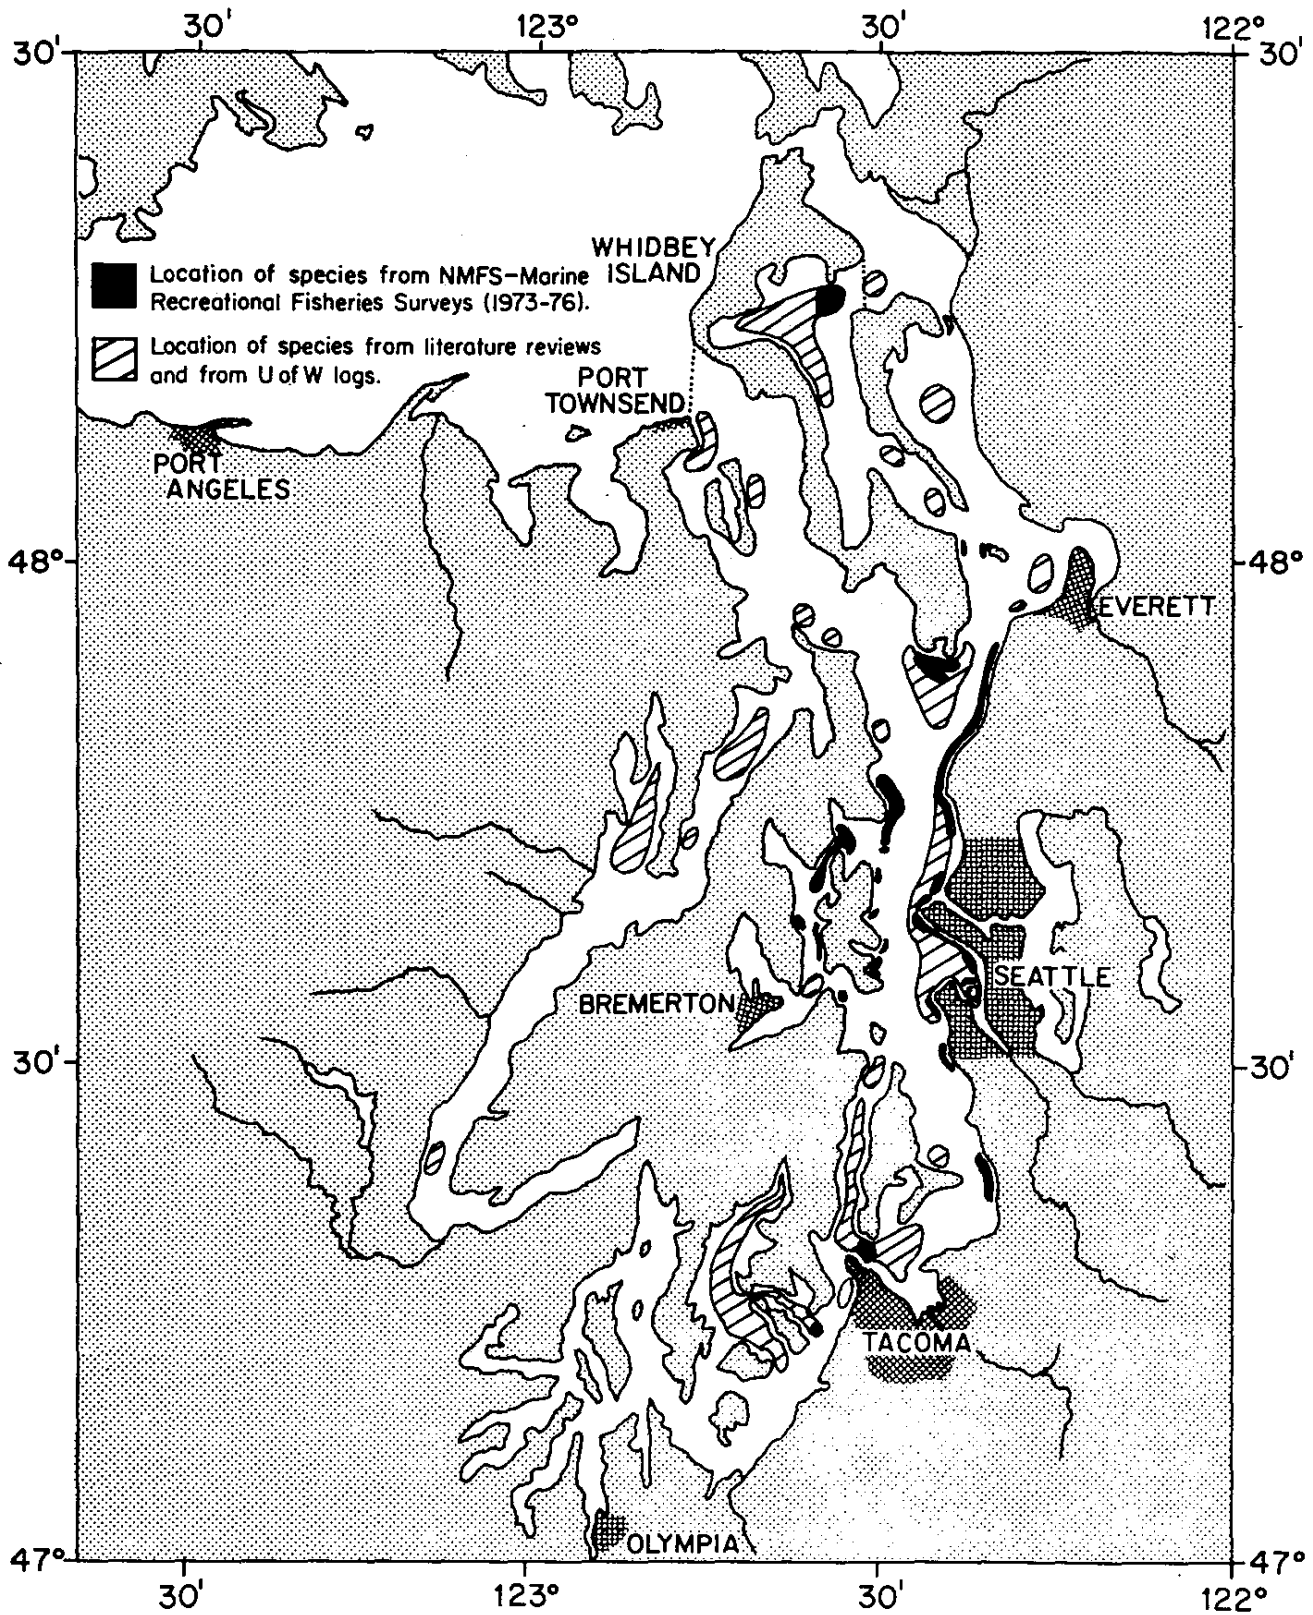 30' 123° 30' 122°
30' 30'
WHIDBEY
ISLAND
Location of species from NMFS-Marine
Recreational Fisheries Surveys (1973-76).
Location of species from literature reviews
and from U of W logs.
PORT
TOWNSEND
PORT
ANGELES
48° 48°
EVERETT
SEATTLE
BREMERTON
30' 30'
TACOMA
OLYMPIA
47° 47°
30' 123° 30' 122°